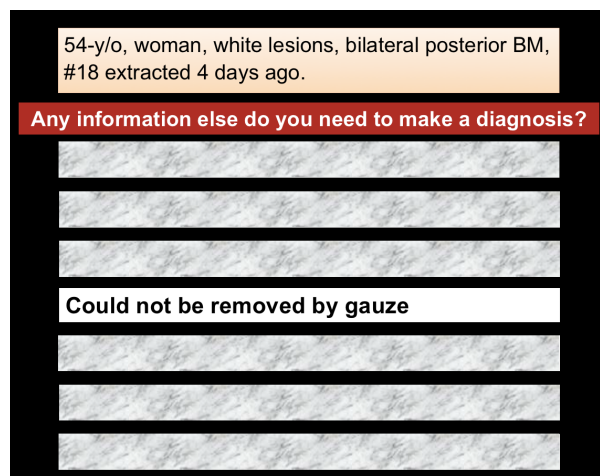 54-y/o, woman, white lesions, bilateral posterior BM,
#18 extracted 4 days ago.
Any information else do you need to make a diagnosis?
Could not be removed by gauze